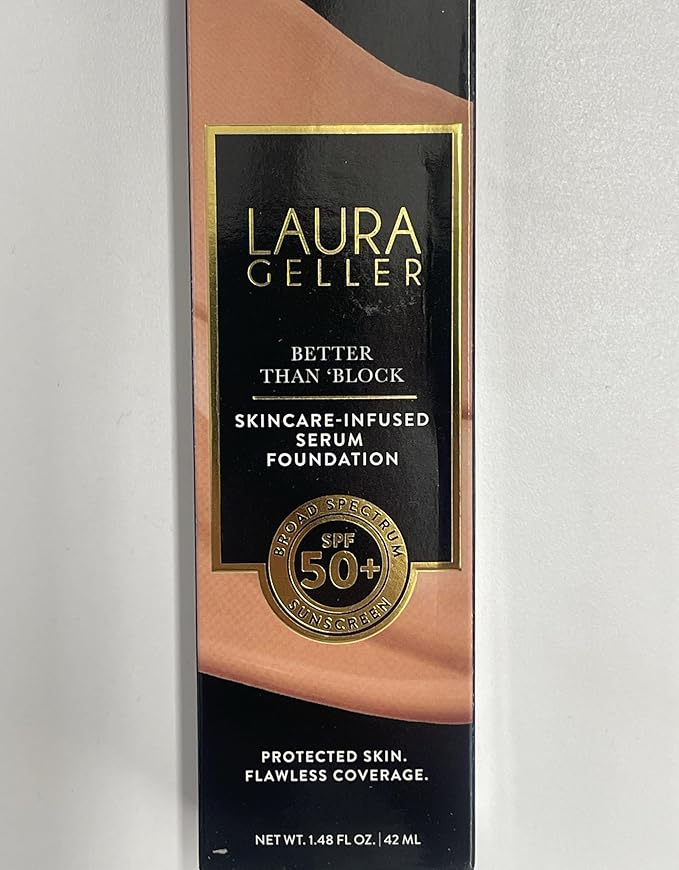 LAURA
GELLER
BETTER
THAN ‘BLOCK
SKINCARE-INFUSED
SERUM
FOUNDATION
BROAD SPECTRUM
SPF
50+
SUNSCREEN
PROTECTED SKIN.
FLAWLESS COVERAGE.
NET WT. 1.48 FL OZ. | 42 ML